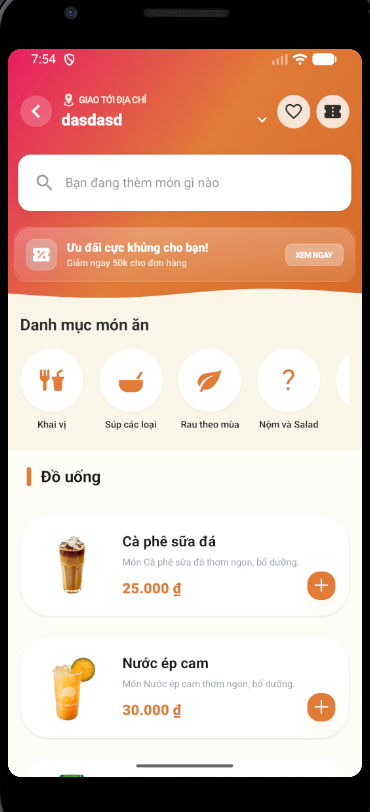 7:54
GIAO TỚI ĐỊA CHỈ
dasdasd
Bạn đang thèm món gì nào
Ưu đãi cực khủng cho bạn!
Giảm ngay 50k cho đơn hàng
XEM NGAY
Danh mục món ăn
Khai vị
Súp các loại
Rau theo mùa
Nộm và Salad
Đồ uống
Cà phê sữa đá
Món Cà phê sữa đá thơm ngon, bổ dưỡng.
25.000 ₫
Nước ép cam
Món Nước ép cam thơm ngon, bổ dưỡng.
30.000 ₫